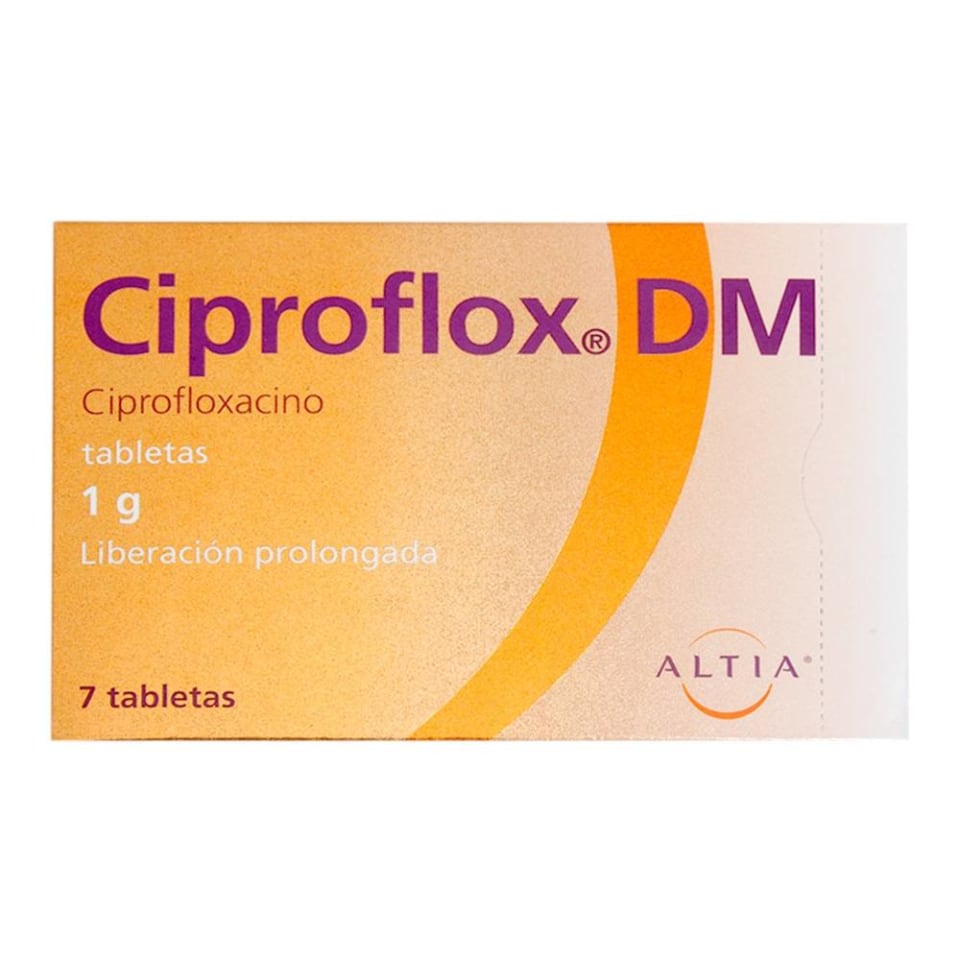 Ciproflox® DM
Ciprofloxacino
tabletas
1 g
Liberación prolongada
7 tabletas
ALTIA®